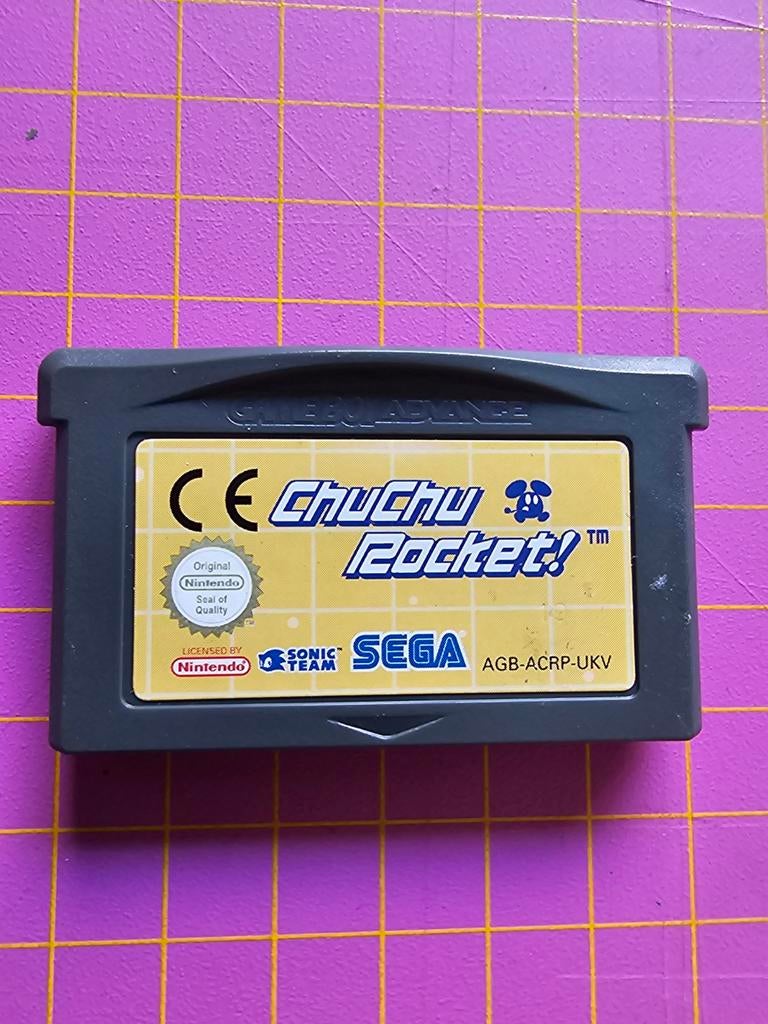 GAME BOY ADVANCE
CE
ChuChu
Rocket!™
Original
Nintendo®
Seal of
Quality
LICENSED BY
Nintendo®
SONIC
TEAM™
SEGA
AGB-ACRP-UKV